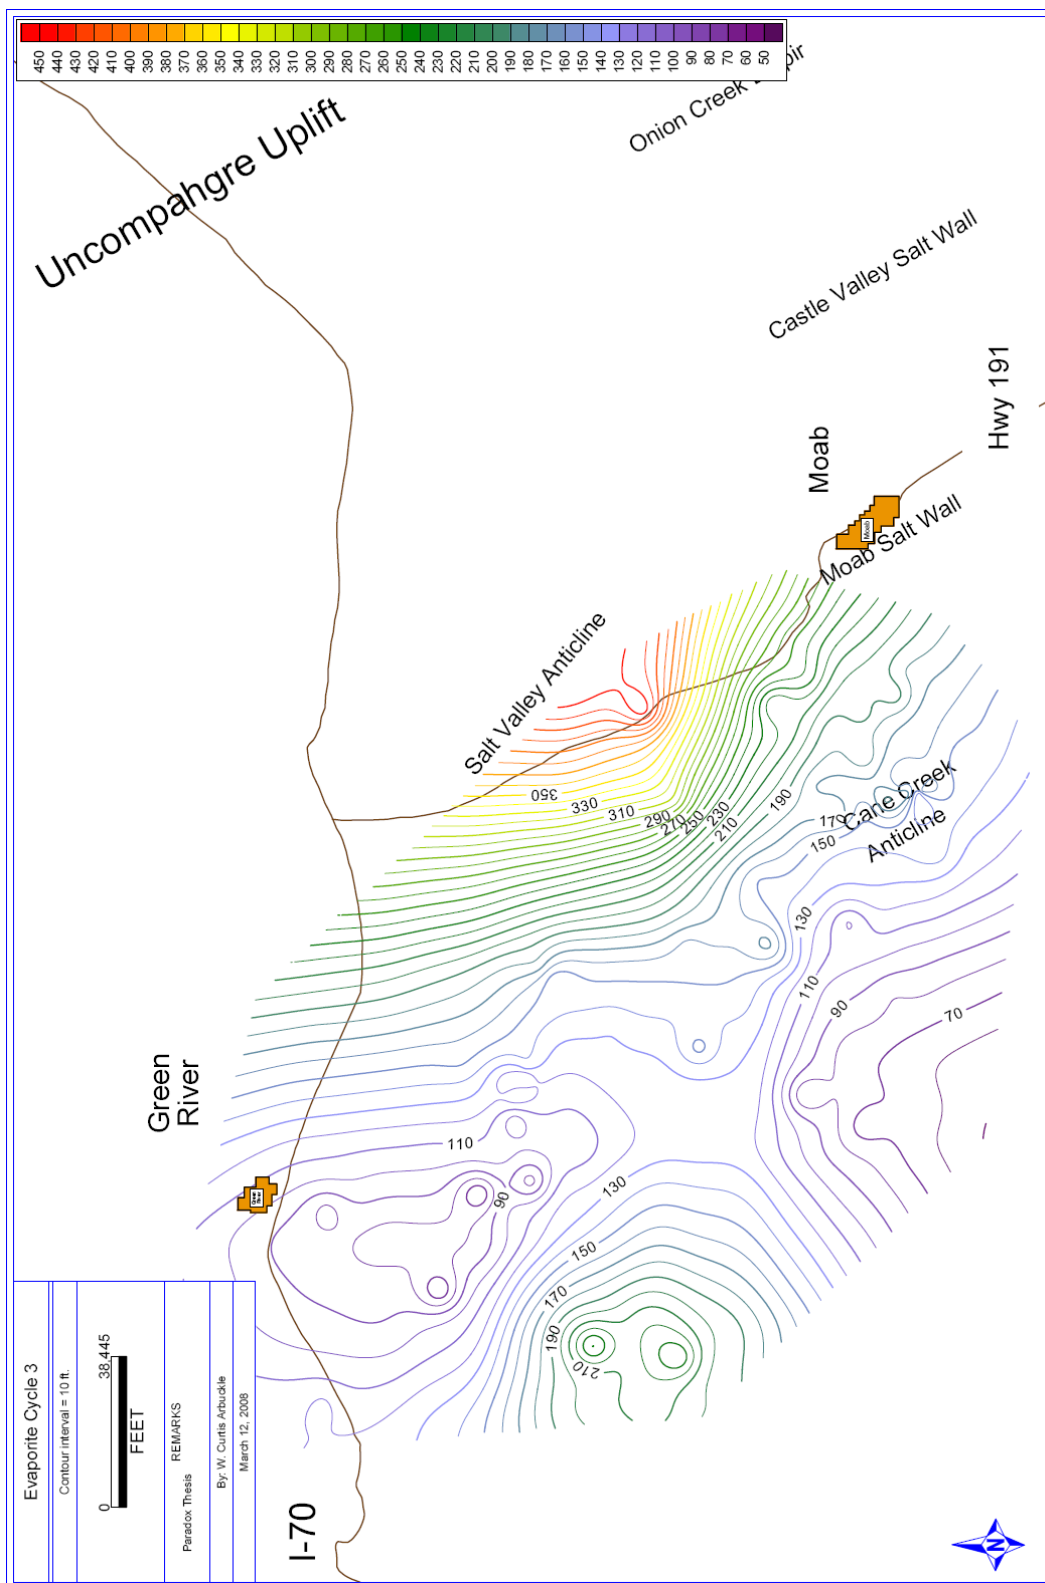 450
440
430
420
410
400
390
380
370
360
350
340
330
320
310
300
290
280
270
260
250
240
230
220
210
200
190
180
170
160
150
140
130
120
110
100
90
80
70
60
50
Uncompahgre Uplift
Onion Creek
Castle Valley Salt Wall
Hwy 191
Moab
Moab
Moab Salt Wall
Salt Valley Anticline
Cane Creek
Anticline
350
330
310
290
270
250
230
210
190
170
150
130
110
90
70
Green
River
Green
River
110
90
130
150
170
190
210
I-70
Evaporite Cycle 3
Contour interval = 10 ft.
0
38,445
FEET
REMARKS
Paradox Thesis
By: W. Curtis Arbuckle
March 12, 2008
N